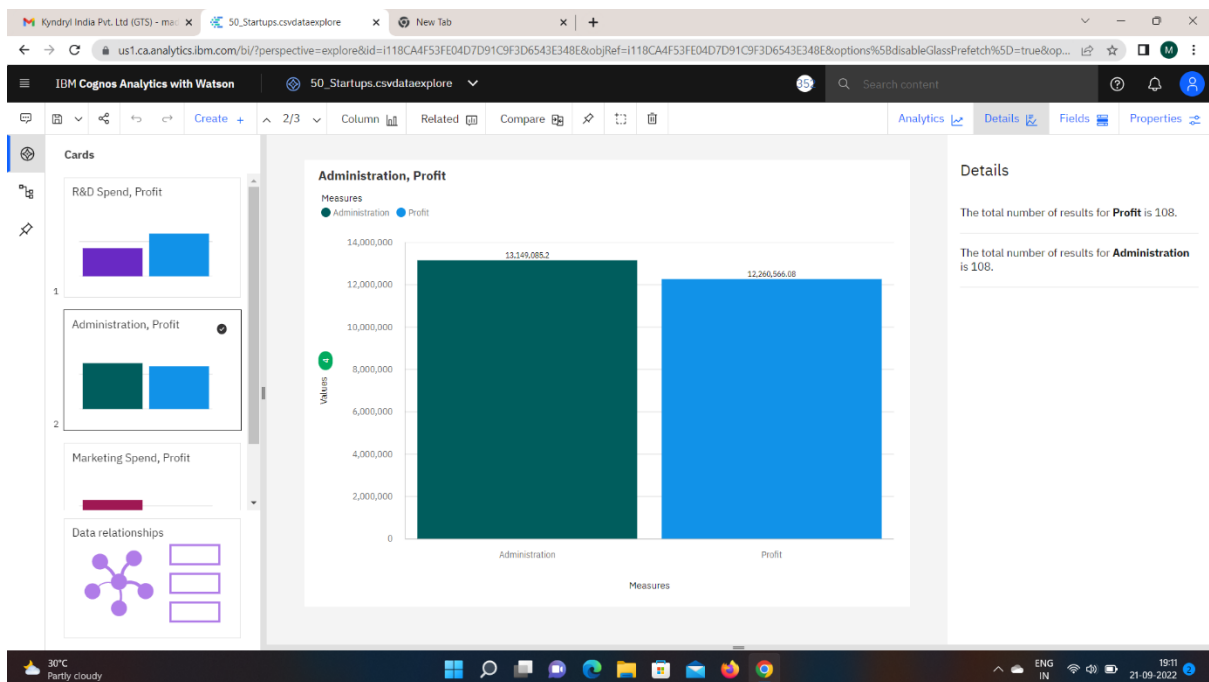 Kyndryl India Pvt. Ltd (GTS) - mad
50_Startups.csvdataexplore
New Tab
us1.ca.analytics.ibm.com/bi/?perspective=explore&id=i118CA4F53FE04D7D91C9F3D6543E348E&objRef=i118CA4F53FE04D7D91C9F3D6543E348E&options%5BdisableGlassPrefetch%5D=true&op...
M
IBM Cognos Analytics with Watson
50_Startups.csvdataexplore
352
Search content
Create +
2/3
Column
Related
Compare
Analytics
Details
Fields
Properties
Cards
R&D Spend, Profit
1
Administration, Profit
2
Marketing Spend, Profit
Data relationships
Administration, Profit
Measures
Administration
Profit
14,000,000
12,000,000
10,000,000
8,000,000
6,000,000
4,000,000
2,000,000
0
Values
4
13,149,085.2
12,260,566.08
Administration
Profit
Measures
Details
The total number of results for Profit is 108.
The total number of results for Administration
is 108.
30°C
Partly cloudy
ENG
IN
19:11
21-09-2022
2